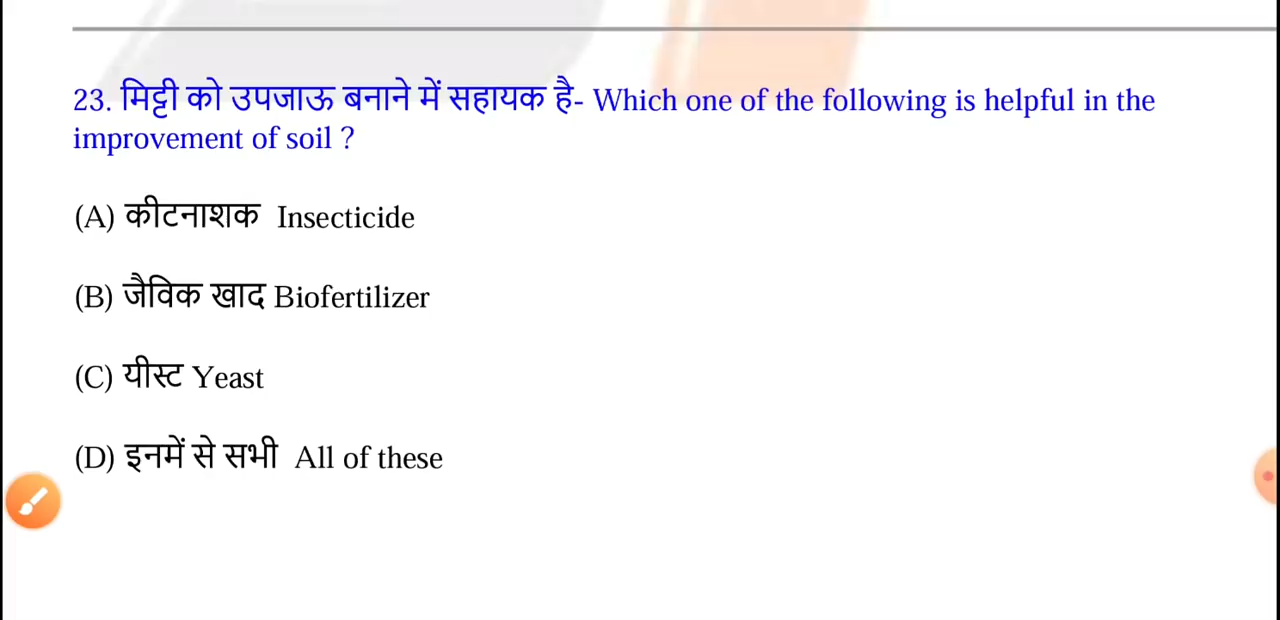 23. मिट्टी को उपजाऊ बनाने में सहायक है- Which one of the following is helpful in the
improvement of soil ?
(A) कीटनाशक Insecticide
(B) जैविक खाद Biofertilizer
(C) यीस्ट Yeast
(D) इनमें से सभी All of these